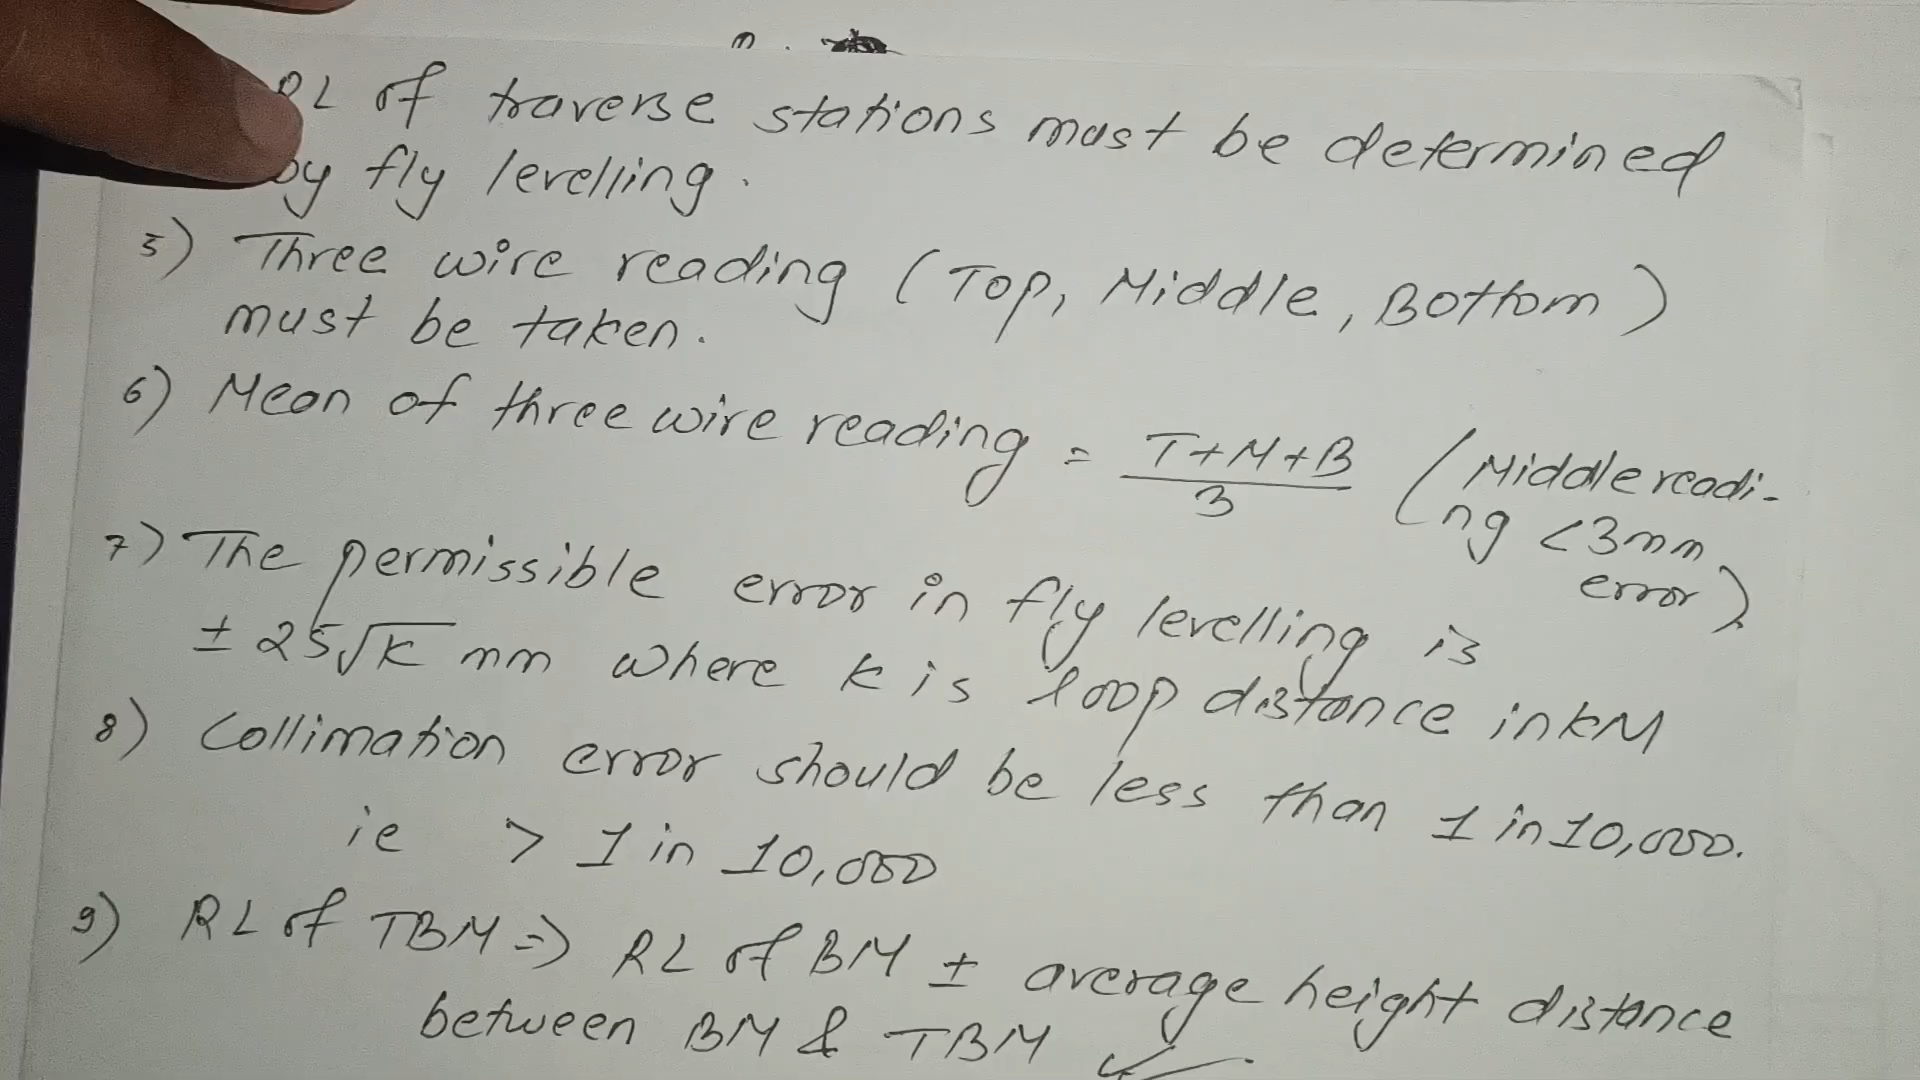 RL of traverse stations must be determined
by fly levelling.
5) Three wire reading (Top, Middle, Bottom)
must be taken.
6) Mean of three wire reading = T+M+B/3 (Middle readi-
ng <3mm
error)
7) The permissible error in fly levelling is
± 25√K mm where K is loop distance in KM
8) Collimation error should be less than 1 in 10,000.
ie > 1 in 10,000
9) RL of TBM => RL of BM ± average height distance
between BM & TBM